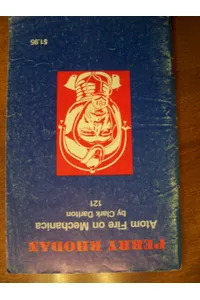 PERRY RHODAN
Atom Fire on Mechanica
by Clark Darlton
121
$1.95